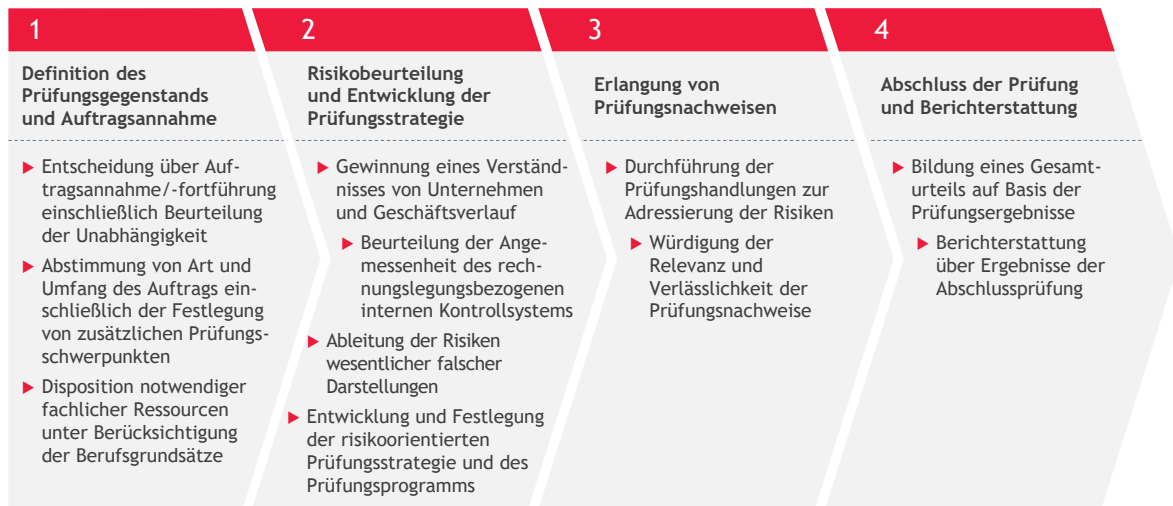 1
Definition des
Prüfungsgegenstands
und Auftragsannahme
▶ Entscheidung über Auf-
tragsannahme/-fortführung
einschließlich Beurteilung
der Unabhängigkeit
▶ Abstimmung von Art und
Umfang des Auftrags ein-
schließlich der Festlegung
von zusätzlichen Prüfungs-
schwerpunkten
▶ Disposition notwendiger
fachlicher Ressourcen
unter Berücksichtigung
der Berufsgrundsätze
2
Risikobeurteilung
und Entwicklung der
Prüfungsstrategie
▶ Gewinnung eines Verständ-
nisses von Unternehmen
und Geschäftsverlauf
▶ Beurteilung der Ange-
messenheit des rech-
nungslegungsbezogenen
internen Kontrollsystems
▶ Ableitung der Risiken
wesentlicher falscher
Darstellungen
▶ Entwicklung und Festlegung
der risikoorientierten
Prüfungsstrategie und des
Prüfungsprogramms
3
Erlangung von
Prüfungsnachweisen
▶ Durchführung der
Prüfungshandlungen zur
Adressierung der Risiken
▶ Würdigung der
Relevanz und
Verlässlichkeit der
Prüfungsnachweise
4
Abschluss der Prüfung
und Berichterstattung
▶ Bildung eines Gesamt-
urteils auf Basis der
Prüfungsergebnisse
▶ Berichterstattung
über Ergebnisse der
Abschlussprüfung